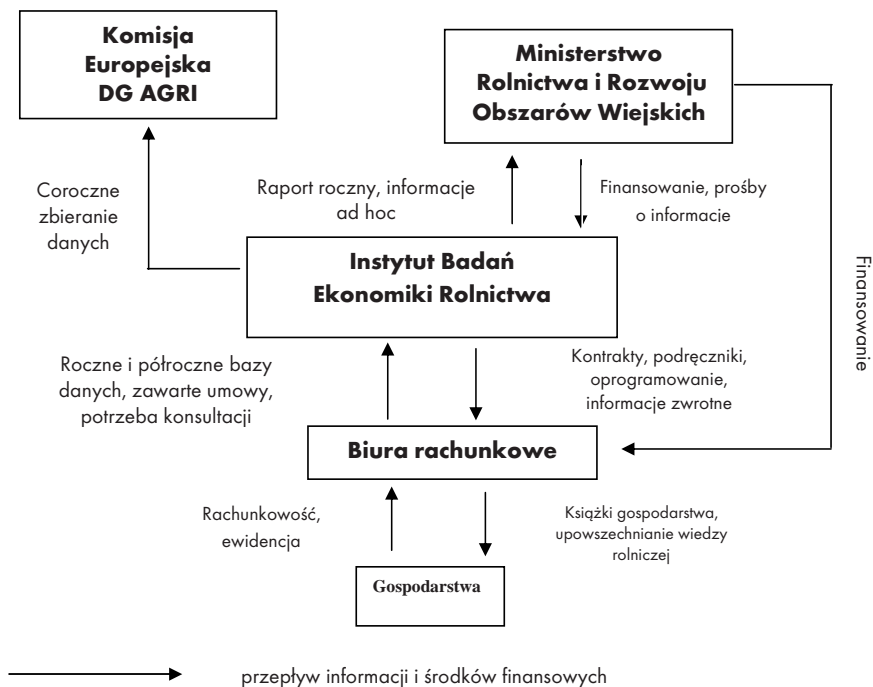 Komisja
Europejska
DG AGRI
Ministerstwo
Rolnictwa i Rozwoju
Obszarów Wiejskich
Coroczne
zbieranie
danych
Raport roczny, informacje
ad hoc
Finansowanie, prośby
o informacje
Instytut Badań
Ekonomiki Rolnictwa
Finansowanie
Roczne i półroczne bazy
danych, zawarte umowy,
potrzeba konsultacji
Kontrakty, podręczniki,
oprogramowanie,
informacje zwrotne
Biura rachunkowe
Rachunkowość,
ewidencja
Książki gospodarstwa,
upowszechnianie wiedzy
rolniczej
Gospodarstwa
przepływ informacji i środków finansowych